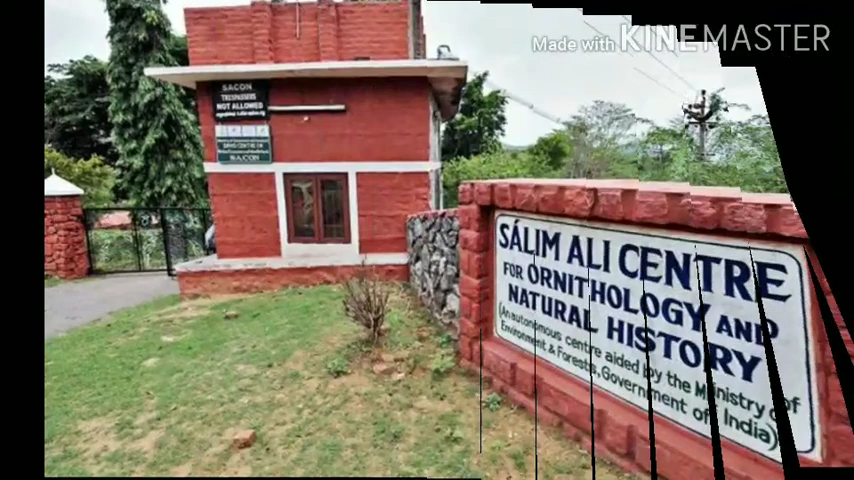 Made with KINEMASTER
SACON
TRESPASSERS
NOT ALLOWED
SACON
SÁLIM ALI CENTRE
FOR ORNITHOLOGY AND
NATURAL HISTORY
(An autonomous centre aided by the Ministry of
Environment & Forests, Government of India)